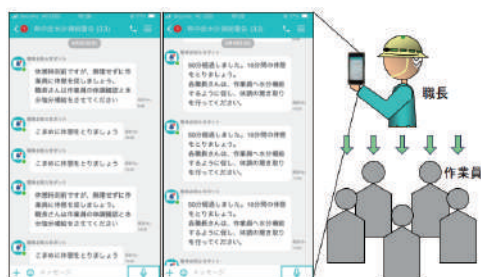 休憩時刻前ですが、無理せずに作
業員に休憩を促しましょう。
職長さんは作業員の体調確認と水
分塩分補給をさせてください
こまめに休憩をとりましょう
こまめに休憩をとりましょう
休憩時刻前ですが、無理せずに作
業員に休憩を促しましょう。
職長さんは作業員の体調確認と水
分塩分補給をさせてください
こまめに休憩をとりましょう
メッセージ
50分経過しました。10分間の休憩
をとりましょう。
各職長さんは、作業員へ水分補給
するように促し、体調の聞き取り
を行ってください。
50分経過しました。10分間の休憩
をとりましょう。
各職長さんは、作業員へ水分補給
するように促し、体調の聞き取り
を行ってください。
50分経過しました。10分間の休憩
をとりましょう。
各職長さんは、作業員へ水分補給
するように促し、体調の聞き取り
を行ってください。
メッセージ
職長
作業員